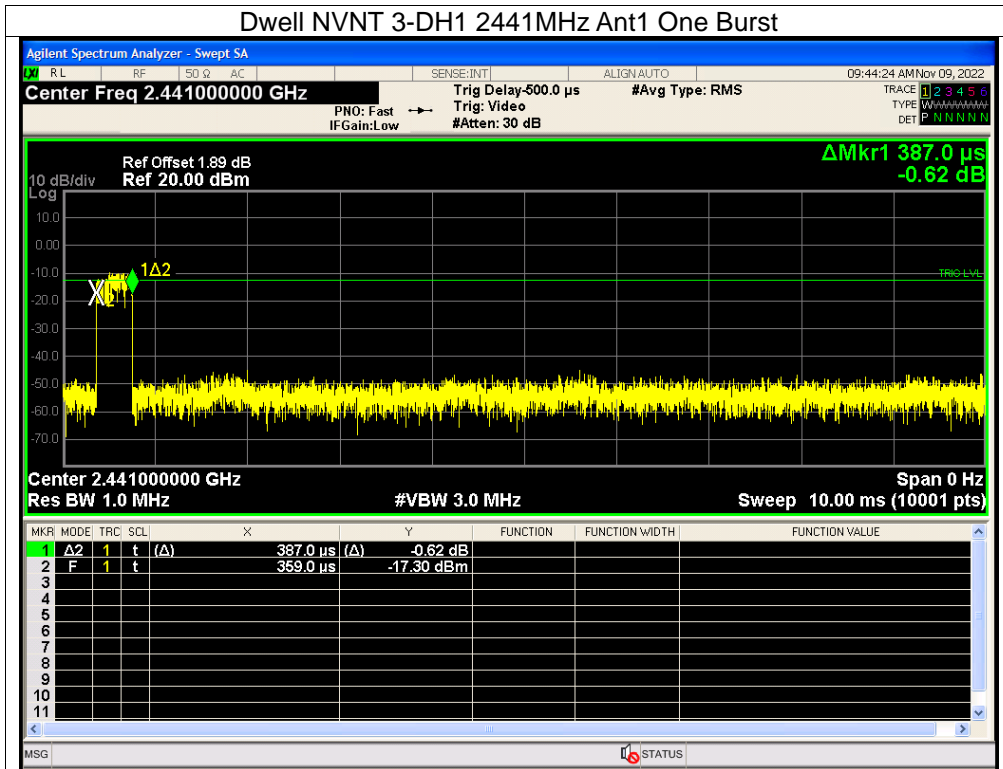 Dwell NVNT 3-DH1 2441MHz Ant1 One Burst
Agilent Spectrum Analyzer - Swept SA
LXI RL RF 50 Ω AC SENSE:INT ALIGN AUTO 09:44:24 AM Nov 09, 2022
Center Freq 2.441000000 GHz
PNO: Fast
IFGain:Low
Trig Delay-500.0 µs
Trig: Video
#Atten: 30 dB
#Avg Type: RMS
TRACE 1 2 3 4 5 6
TYPE WWWWWW
DET P N N N N N
ΔMkr1 387.0 µs
-0.62 dB
Ref Offset 1.89 dB
10 dB/div Ref 20.00 dBm
Log
10.0
0.00
-10.0
-20.0
-30.0
-40.0
-50.0
-60.0
-70.0
1Δ2
TRIG LVL
Center 2.441000000 GHz Span 0 Hz
Res BW 1.0 MHz #VBW 3.0 MHz Sweep 10.00 ms (10001 pts)
MKR MODE TRC SCL X Y FUNCTION FUNCTION WIDTH FUNCTION VALUE
1 Δ2 1 t (Δ) 387.0 µs (Δ) -0.62 dB
2 F 1 t 359.0 µs -17.30 dBm
3
4
5
6
7
8
9
10
11
MSG STATUS